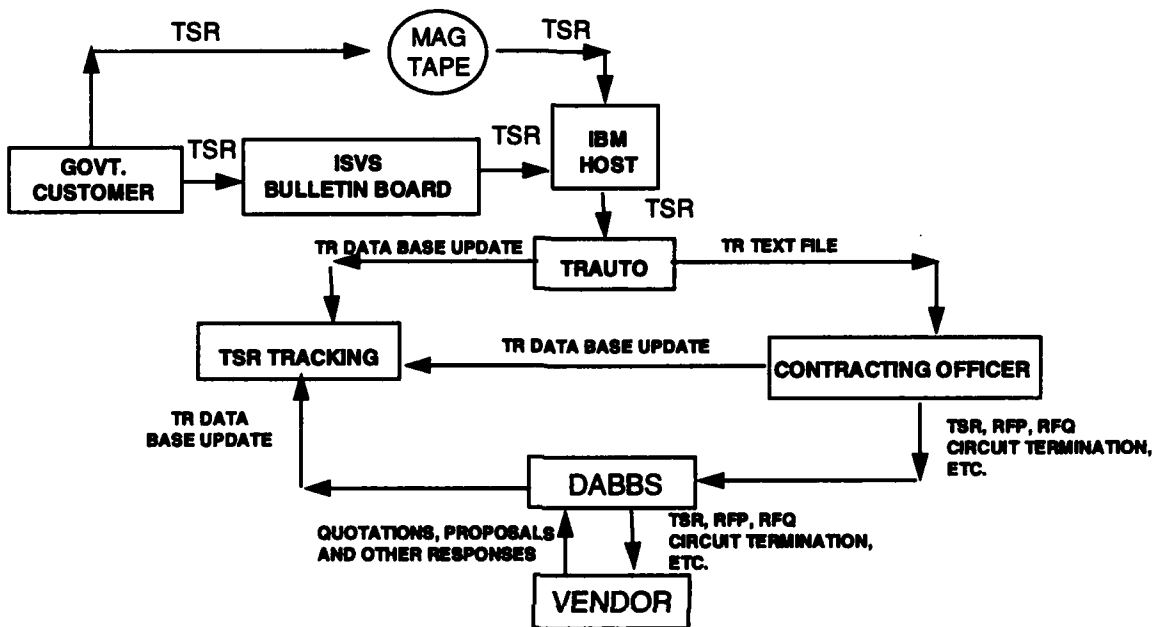 TSR
MAG
TAPE
TSR
GOVT.
CUSTOMER
TSR
ISVS
BULLETIN BOARD
TSR
IBM
HOST
TSR
TR DATA BASE UPDATE
TRAUTO
TR TEXT FILE
TSR TRACKING
TR DATA BASE UPDATE
CONTRACTING OFFICER
TR DATA
BASE UPDATE
TSR, RFP, RFQ
CIRCUIT TERMINATION,
ETC.
DABBS
QUOTATIONS, PROPOSALS
AND OTHER RESPONSES
TSR, RFP, RFQ
CIRCUIT TERMINATION,
ETC.
VENDOR